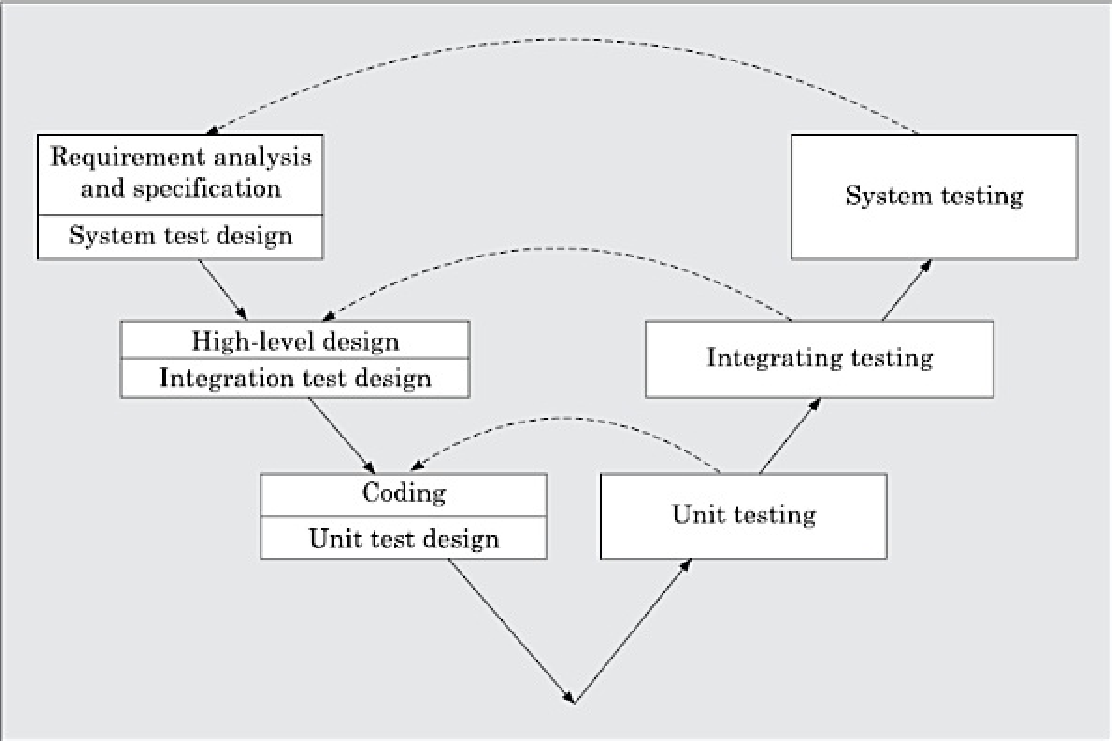 Requirement analysis
and specification
System test design
System testing
High-level design
Integration test design
Integrating testing
Coding
Unit test design
Unit testing